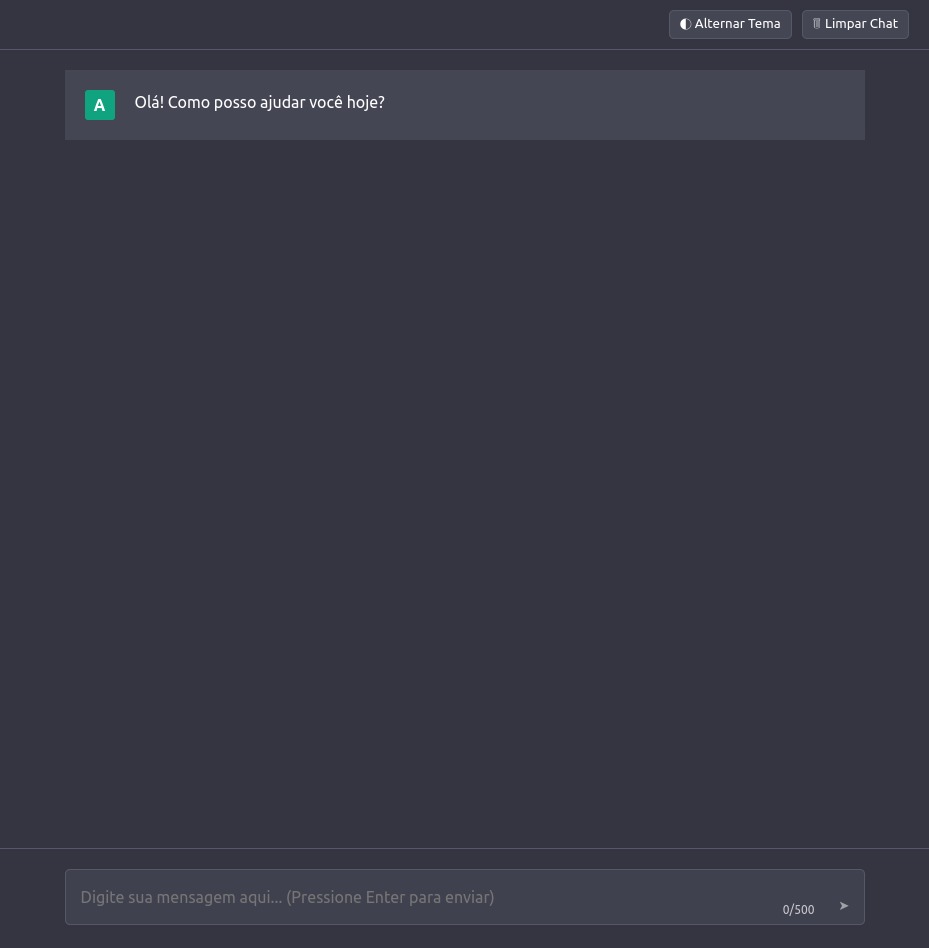 ◐ Alternar Tema
🗑 Limpar Chat
A
Olá! Como posso ajudar você hoje?
Digite sua mensagem aqui... (Pressione Enter para enviar)
0/500
➤